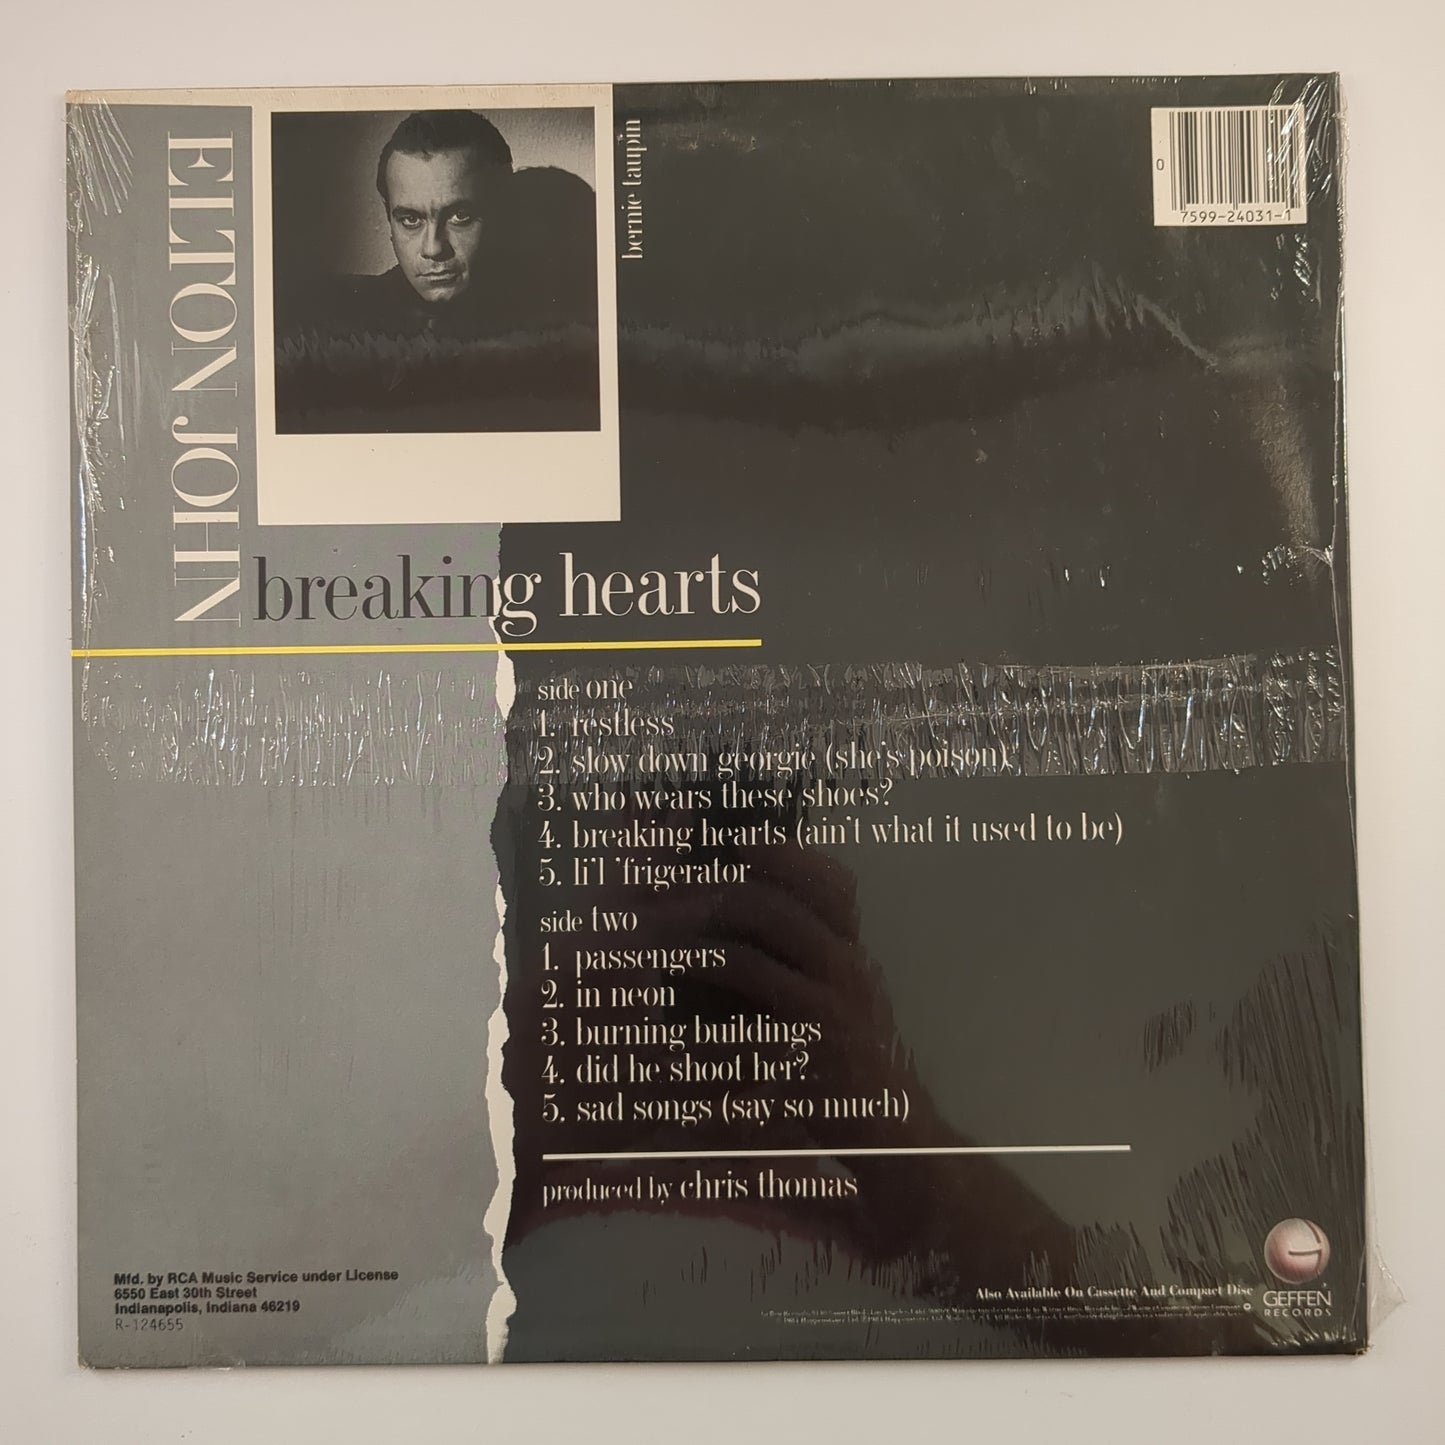 ELTON JOHN
bernie taupin
0
7599-24031-1
breaking hearts
side one
1. restless
2. slow down georgie (she's poison)
3. who wears these shoes?
4. breaking hearts (ain't what it used to be)
5. li'l 'frigerator
side two
1. passengers
2. in neon
3. burning buildings
4. did he shoot her?
5. sad songs (say so much)
produced by chris thomas
Mfd. by RCA Music Service under License
6550 East 30th Street
Indianapolis, Indiana 46219
R-124655
Also Available On Cassette And Compact Disc
GEFFEN
RECORDS